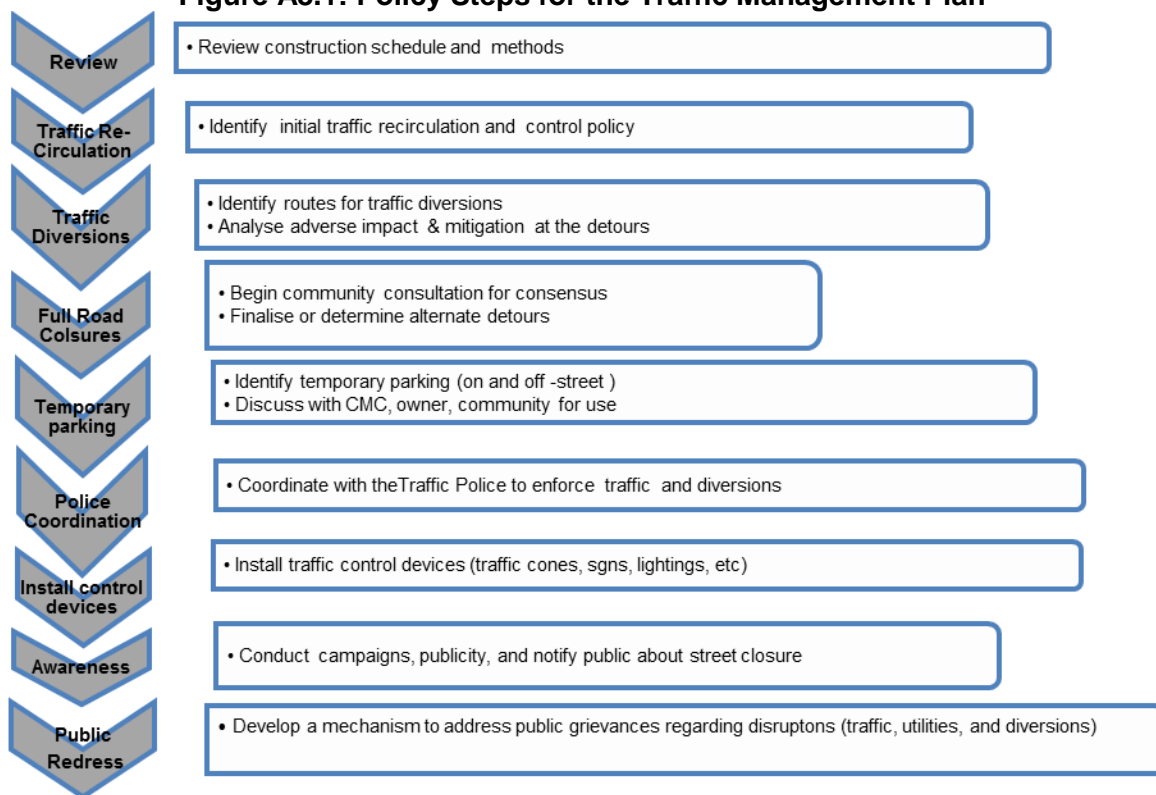 Figure A3.1: Policy Steps for the Traffic Management Plan
Review
• Review construction schedule and methods
Traffic Re-
Circulation
• Identify initial traffic recirculation and control policy
Traffic
Diversions
• Identify routes for traffic diversions
• Analyse adverse impact & mitigation at the detours
Full Road
Colsures
• Begin community consultation for consensus
• Finalise or determine alternate detours
Temporary
parking
• Identify temporary parking (on and off -street )
• Discuss with CMC, owner, community for use
Police
Coordination
• Coordinate with theTraffic Police to enforce traffic and diversions
Install control
devices
• Install traffic control devices (traffic cones, sgns, lightings, etc)
Awareness
• Conduct campaigns, publicity, and notify public about street closure
Public
Redress
• Develop a mechanism to address public grievances regarding disruptons (traffic, utilities, and diversions)